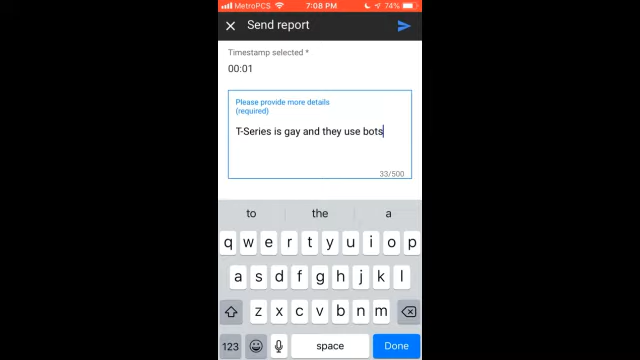 MetroPCS 7:08 PM 74%
Send report
Timestamp selected *
00:01
Please provide more details
(required)
T-Series is gay and they use bots
33/500
to the a
q w e r t y u i o p
a s d f g h j k l
z x c v b n m
123 space Done